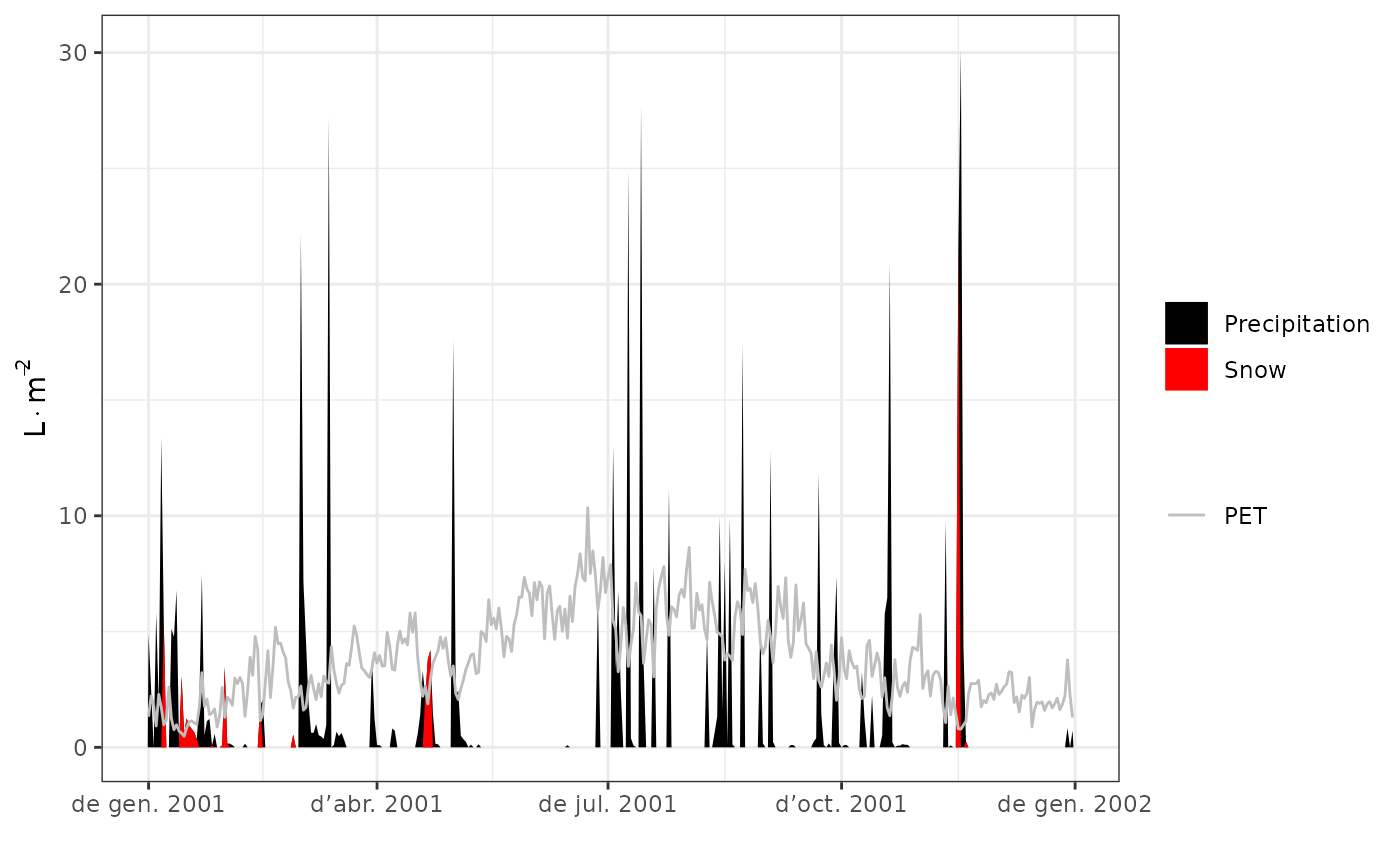 30
20
10
0
L · m⁻²
de gen. 2001
d’abr. 2001
de jul. 2001
d’oct. 2001
de gen. 2002
Precipitation
Snow
PET